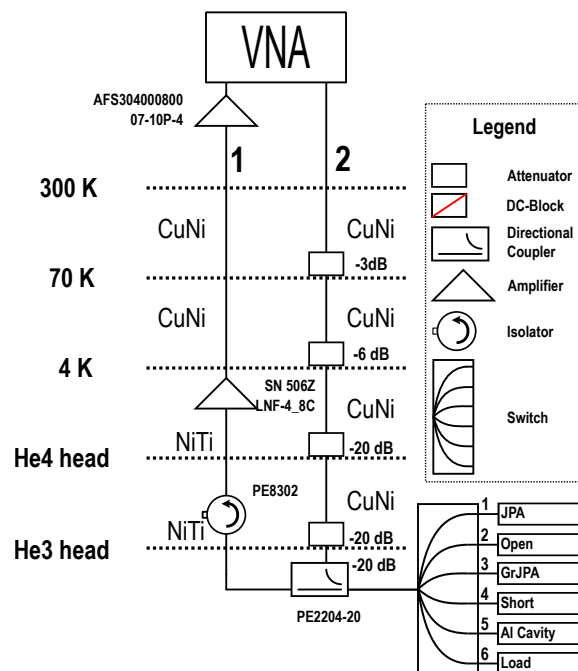 VNA
AFS304000800
07-10P-4
1
2
300 K
CuNi
CuNi
-3dB
70 K
CuNi
CuNi
-6 dB
4 K
SN 506Z
LNF-4_8C
CuNi
NiTi
-20 dB
He4 head
PE8302
CuNi
NiTi
-20 dB
He3 head
-20 dB
PE2204-20
Legend
Attenuator
DC-Block
Directional
Coupler
Amplifier
Isolator
Switch
1 JPA
2 Open
3 GrJPA
4 Short
5 Al Cavity
6 Load